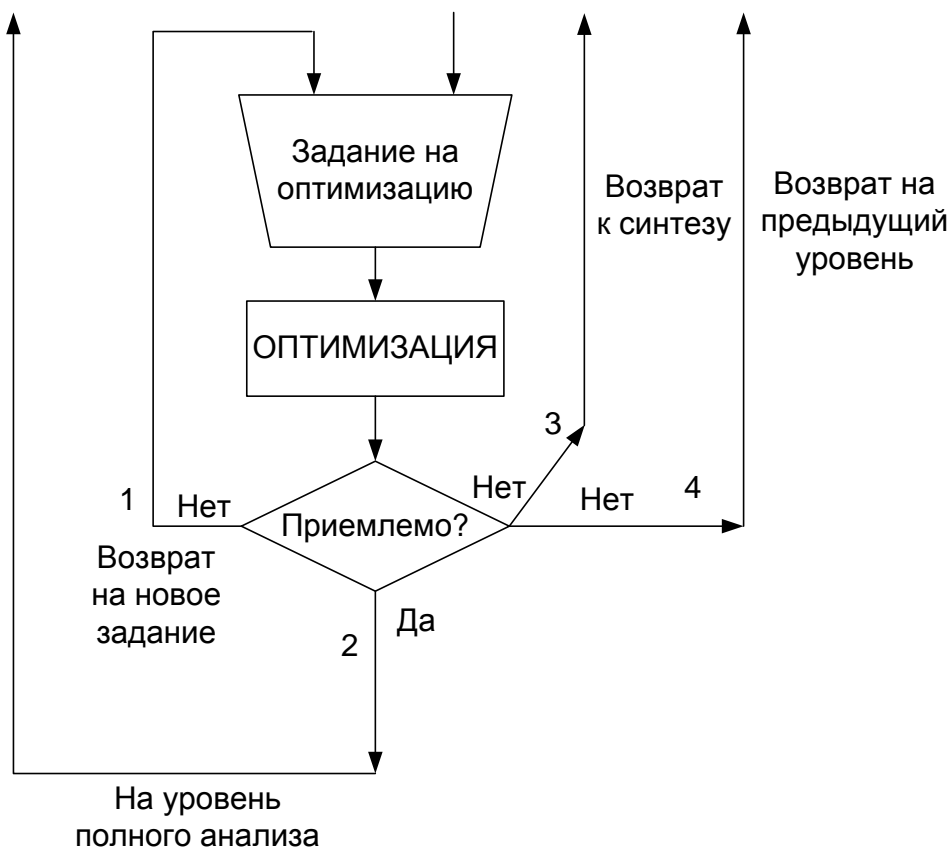 Задание на
оптимизацию
Возврат
к синтезу
Возврат на
предыдущий
уровень
ОПТИМИЗАЦИЯ
3
1
Нет
Приемлемо?
Нет
Нет
4
Возврат
на новое
задание
2
Да
На уровень
полного анализа